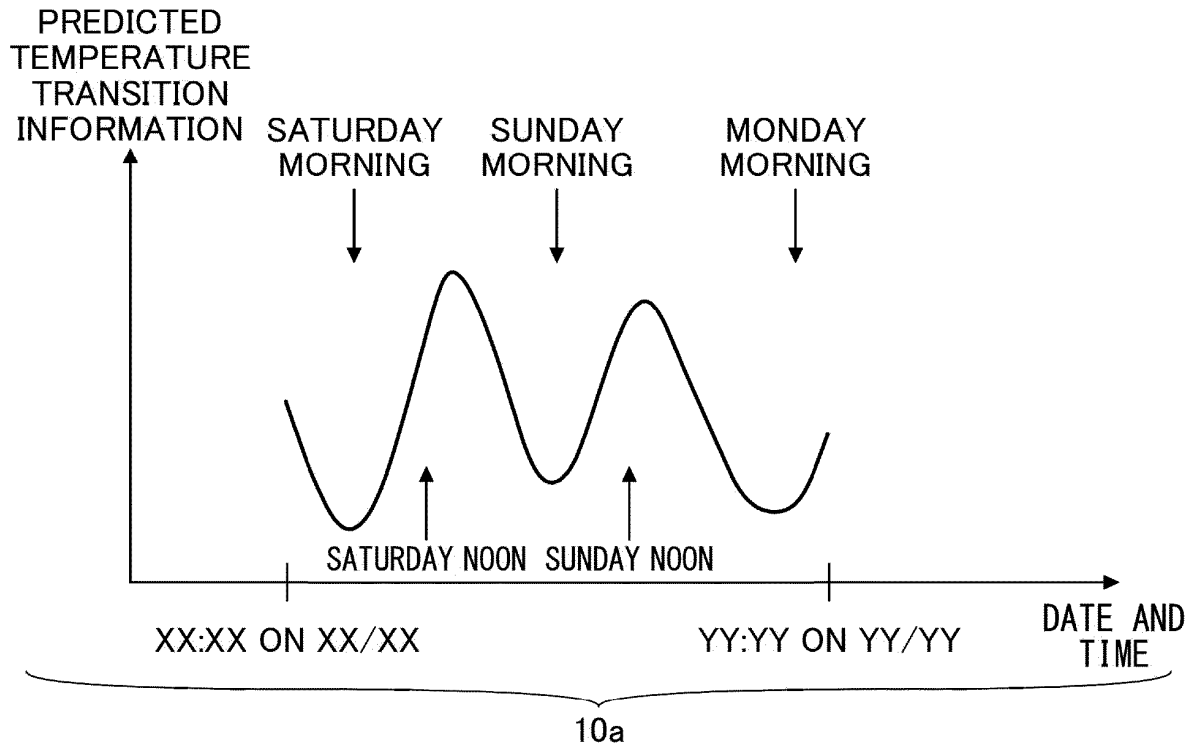 PREDICTED
TEMPERATURE
TRANSITION
INFORMATION
SATURDAY
MORNING
SUNDAY
MORNING
MONDAY
MORNING
SATURDAY NOON
SUNDAY NOON
XX:XX ON XX/XX
YY:YY ON YY/YY
DATE AND
TIME
10a